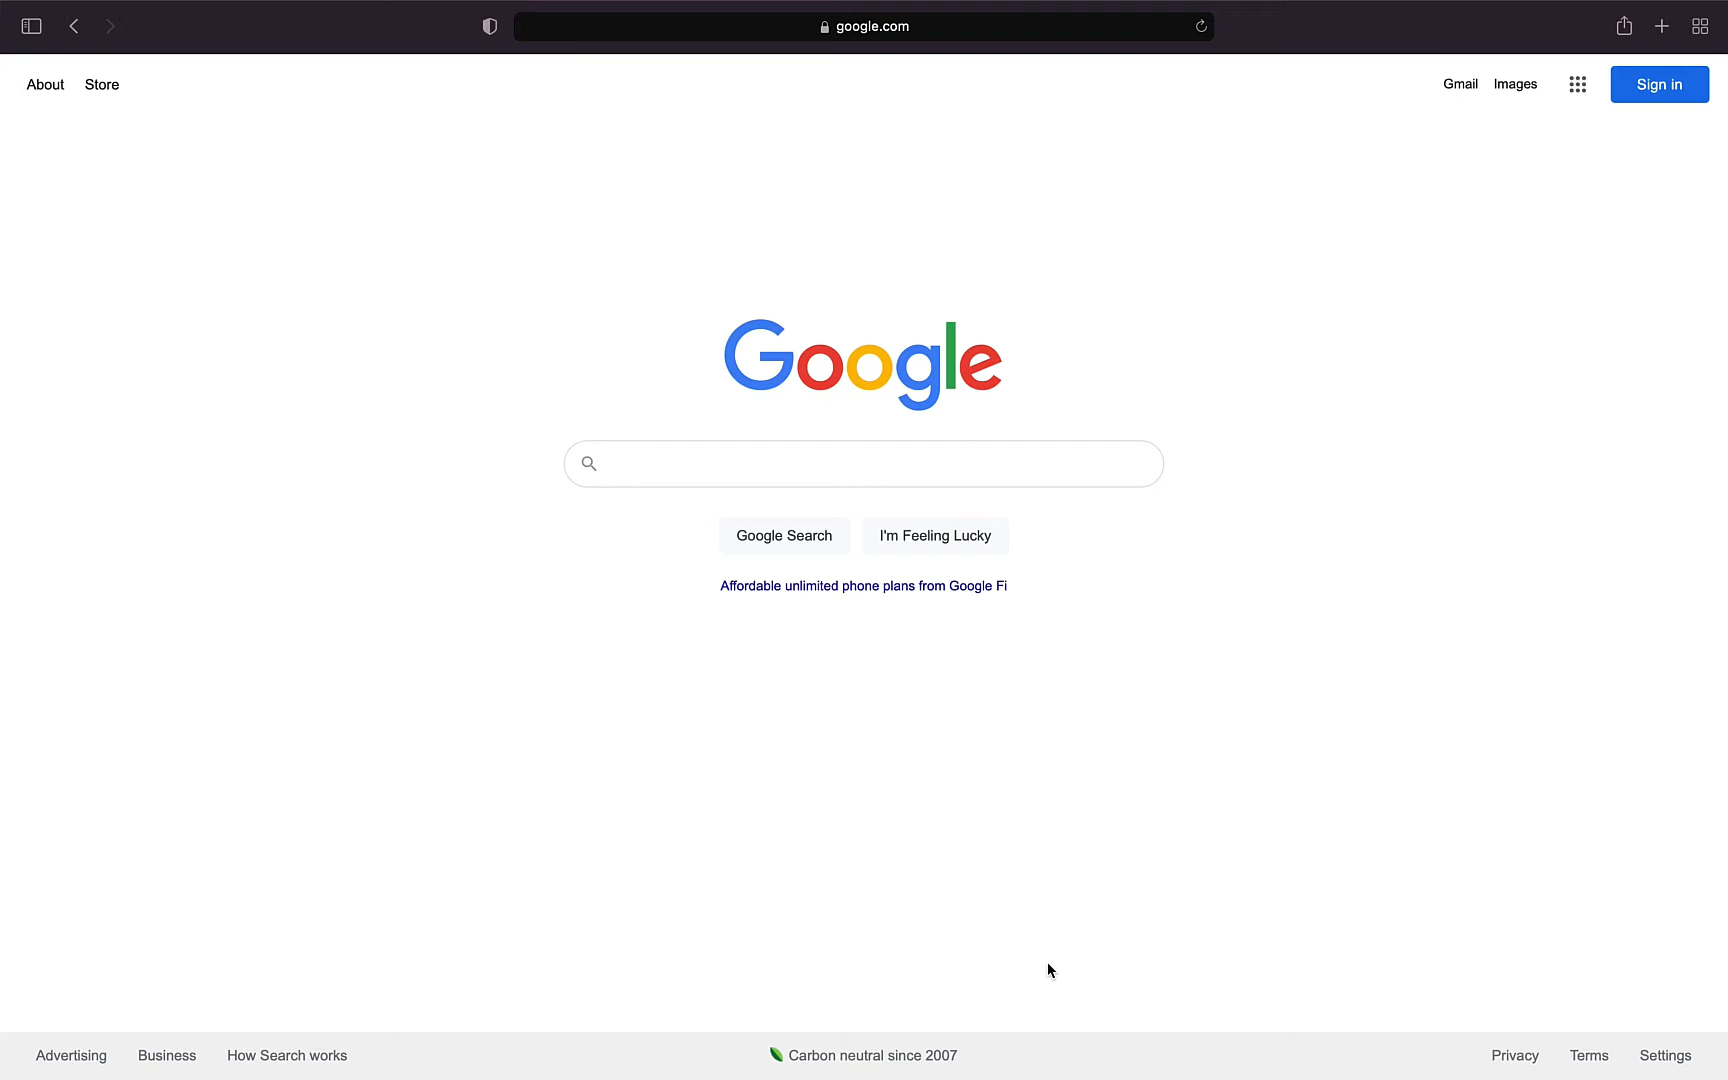 google.com
About Store
Gmail Images Sign in
Google
Google Search I'm Feeling Lucky
Affordable unlimited phone plans from Google Fi
Advertising Business How Search works
Carbon neutral since 2007
Privacy Terms Settings